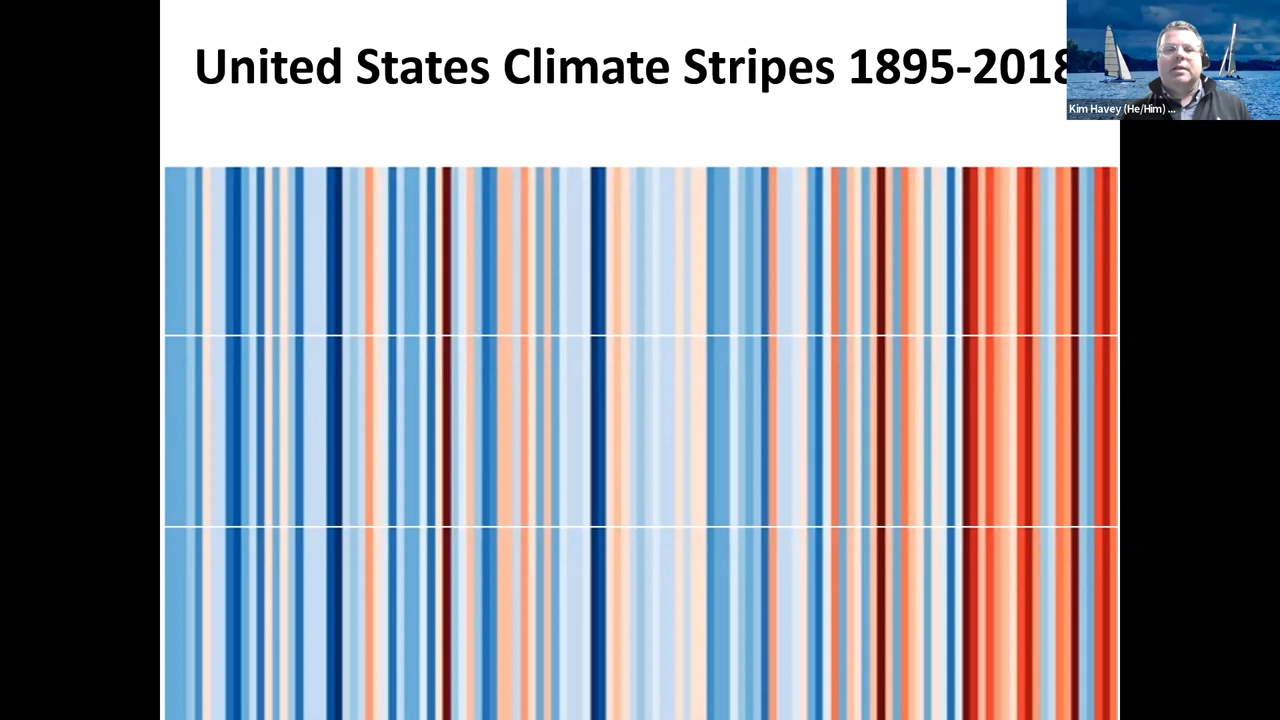 United States Climate Stripes 1895-2018
Kim Havey (He/Him) ...